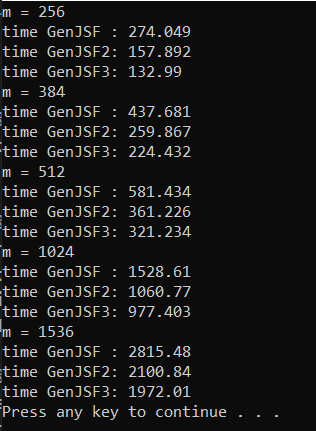 m = 256
time GenJSF : 274.049
time GenJSF2: 157.892
time GenJSF3: 132.99
m = 384
time GenJSF : 437.681
time GenJSF2: 259.867
time GenJSF3: 224.432
m = 512
time GenJSF : 581.434
time GenJSF2: 361.226
time GenJSF3: 321.234
m = 1024
time GenJSF : 1528.61
time GenJSF2: 1060.77
time GenJSF3: 977.403
m = 1536
time GenJSF : 2815.48
time GenJSF2: 2100.84
time GenJSF3: 1972.01
Press any key to continue . . .